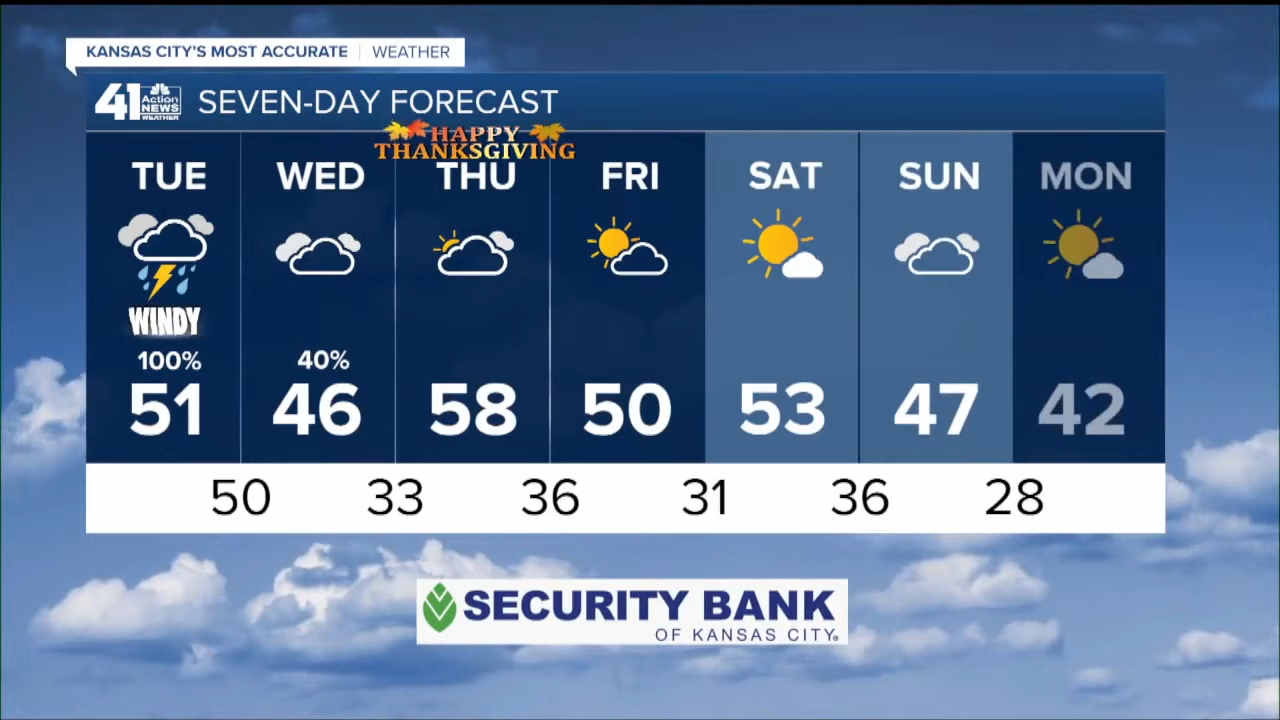 KANSAS CITY'S MOST ACCURATE | WEATHER
41 Action NEWS WEATHER SEVEN-DAY FORECAST
HAPPY
THANKSGIVING
TUE WED THU FRI SAT SUN MON
WINDY
100% 40%
51 46 58 50 53 47 42
50 33 36 31 36 28
SECURITY BANK
OF KANSAS CITY®